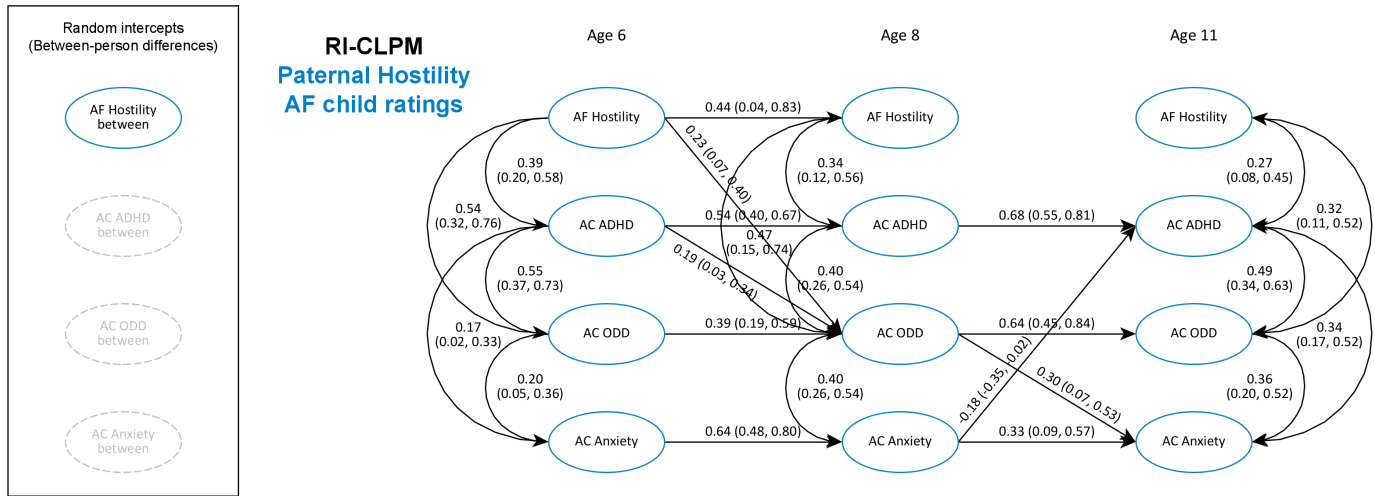 Random intercepts
(Between-person differences)
AF Hostility
between
AC ADHD
between
AC ODD
between
AC Anxiety
between
RI-CLPM
Paternal Hostility
AF child ratings
Age 6
Age 8
Age 11
AF Hostility
0.44 (0.04, 0.83)
AF Hostility
AF Hostility
0.23 (0.07, 0.40)
0.39
(0.20, 0.58)
0.34
(0.12, 0.56)
0.27
(0.08, 0.45)
0.54
(0.32, 0.76)
AC ADHD
0.54 (0.40, 0.67)
0.47
(0.15, 0.74)
AC ADHD
0.68 (0.55, 0.81)
AC ADHD
0.32
(0.11, 0.52)
0.19 (0.03, 0.34)
0.55
(0.37, 0.73)
0.40
(0.26, 0.54)
0.49
(0.34, 0.63)
0.17
(0.02, 0.33)
AC ODD
0.39 (0.19, 0.59)
AC ODD
0.64 (0.45, 0.84)
AC ODD
0.34
(0.17, 0.52)
-0.18 (-0.35, -0.02)
0.30 (0.07, 0.53)
0.20
(0.05, 0.36)
0.40
(0.26, 0.54)
0.36
(0.20, 0.52)
AC Anxiety
0.64 (0.48, 0.80)
AC Anxiety
0.33 (0.09, 0.57)
AC Anxiety